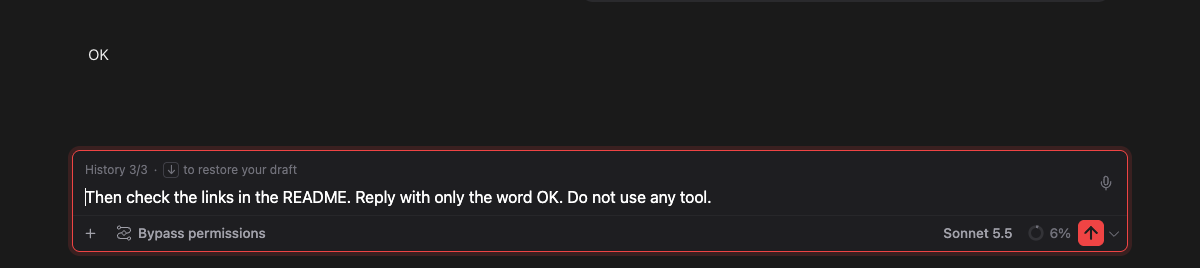 OK
History 3/3 · ↓ to restore your draft
Then check the links in the README. Reply with only the word OK. Do not use any tool.
+ Bypass permissions Sonnet 5.5 6%